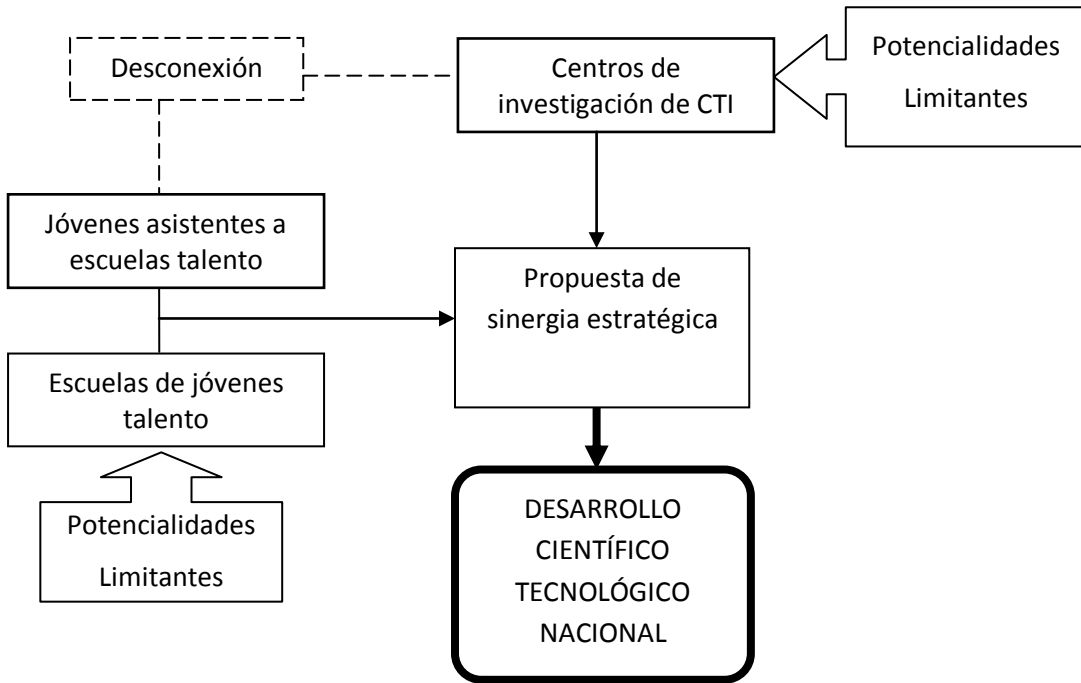 Desconexión
Centros de
investigación de CTI
Potencialidades
Limitantes
Jóvenes asistentes a
escuelas talento
Propuesta de
sinergia estratégica
Escuelas de jóvenes
talento
Potencialidades
Limitantes
DESARROLLO
CIENTÍFICO
TECNOLÓGICO
NACIONAL